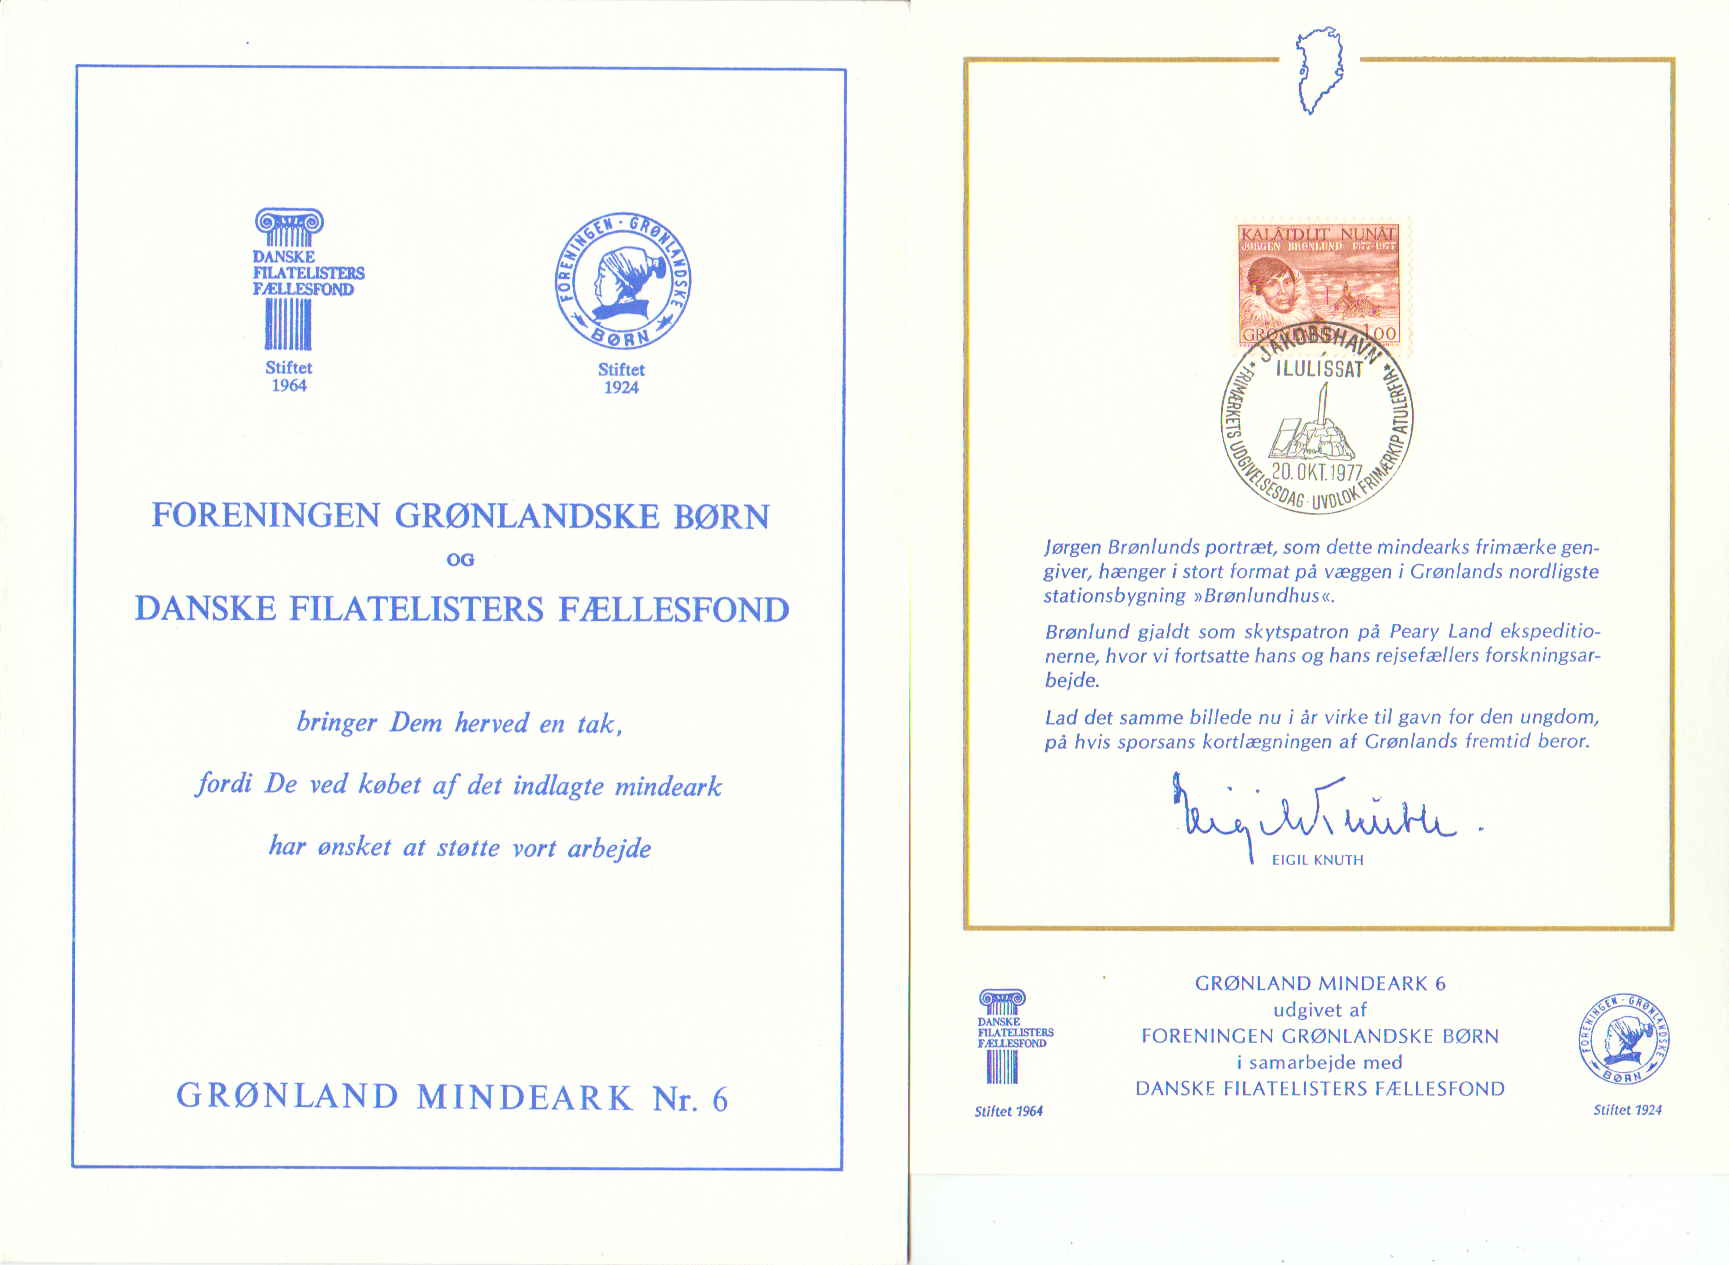 DANSKE
FILATELISTERS
FÆLLESFOND
Stiftet
1964
FORENINGEN · GRØNLANDSKE
BØRN
Stiftet
1924
FORENINGEN GRØNLANDSKE BØRN
OG
DANSKE FILATELISTERS FÆLLESFOND
bringer Dem herved en tak,
fordi De ved købet af det indlagte mindeark
har ønsket at støtte vort arbejde
GRØNLAND MINDEARK Nr. 6
KALÂTDLIT NUNÂT
JØRGEN BRØNLUND 1877-1977
1.00
JAKOBSHAVN
ILULÍSSAT
20.OKT.1977
FRIMÆRKETS UDGIVELSESDAG · UVDLOK FRIMÆRKIP ATULERFIA
Jørgen Brønlunds portræt, som dette mindearks frimærke gen-
giver, hænger i stort format på væggen i Grønlands nordligste
stationsbygning »Brønlundhus«.
Brønlund gjaldt som skytspatron på Peary Land ekspeditio-
nerne, hvor vi fortsatte hans og hans rejsefællers forskningsar-
bejde.
Lad det samme billede nu i år virke til gavn for den ungdom,
på hvis sporsans kortlægningen af Grønlands fremtid beror.
Eigil Knuth.
EIGIL KNUTH
GRØNLAND MINDEARK 6
udgivet af
FORENINGEN GRØNLANDSKE BØRN
i samarbejde med
DANSKE FILATELISTERS FÆLLESFOND
DANSKE
FILATELISTERS
FÆLLESFOND
Stiftet 1964
FORENINGEN · GRØNLANDSKE
BØRN
Stiftet 1924